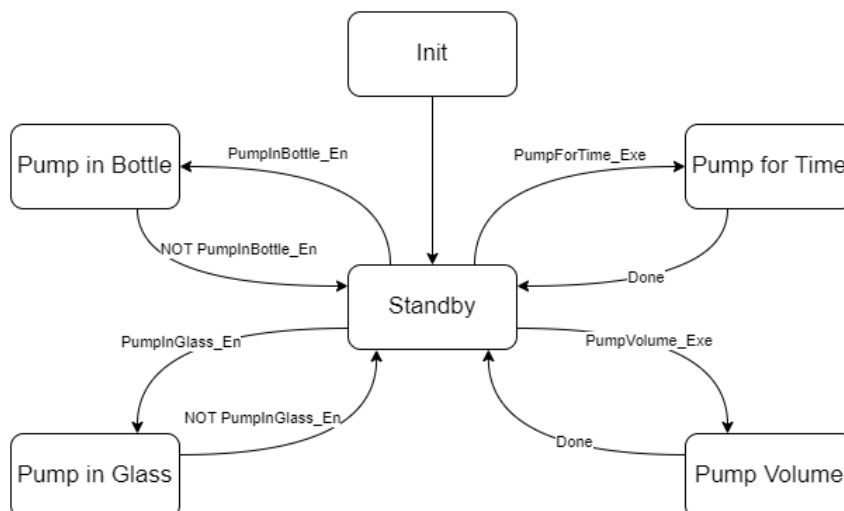 Init
PumpInBottle_En
PumpForTime_Exe
Pump in Bottle
Pump for Time
NOT PumpInBottle_En
Done
Standby
PumpInGlass_En
PumpVolume_Exe
NOT PumpInGlass_En
Done
Pump in Glass
Pump Volume